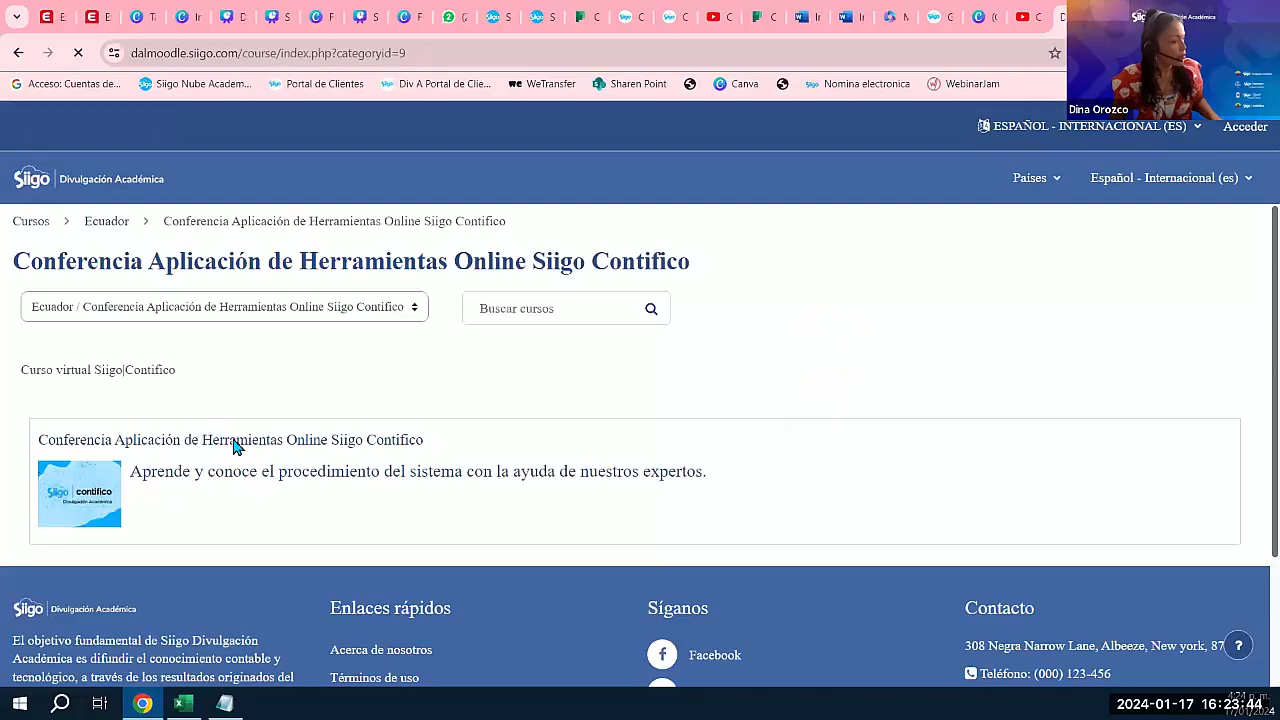 dalmoodle.siigo.com/course/index.php?categoryid=9
Acceso: Cuentas de...
Siigo Nube Academ...
Portal de Clientes
Div A Portal de Clie...
WeTransfer
Sharen Point
Canva
Nomina electronica
Webinar
Siigo
Dina Orozco
ESPAÑOL - INTERNACIONAL (ES)
Acceder
Siigo | Divulgación Académica
Países
Español - Internacional (es)
Cursos > Ecuador > Conferencia Aplicación de Herramientas Online Siigo Contifico
Conferencia Aplicación de Herramientas Online Siigo Contifico
Ecuador / Conferencia Aplicación de Herramientas Online Siigo Contifico
Buscar cursos
Curso virtual Siigo|Contifico
Conferencia Aplicación de Herramientas Online Siigo Contifico
Aprende y conoce el procedimiento del sistema con la ayuda de nuestros expertos.
Siigo | contifico
Divulgación Académica
Siigo | Divulgación Académica
Enlaces rápidos
Síganos
Contacto
El objetivo fundamental de Siigo Divulgación
Académica es difundir el conocimiento contable y
tecnológico, a través de los resultados originados del
Acerca de nosotros
Términos de uso
Facebook
308 Negra Narrow Lane, Albeeze, New york, 87
Teléfono: (000) 123-456
?
4:24 p. m.
17/01/2024
2024-01-17 16:23:44